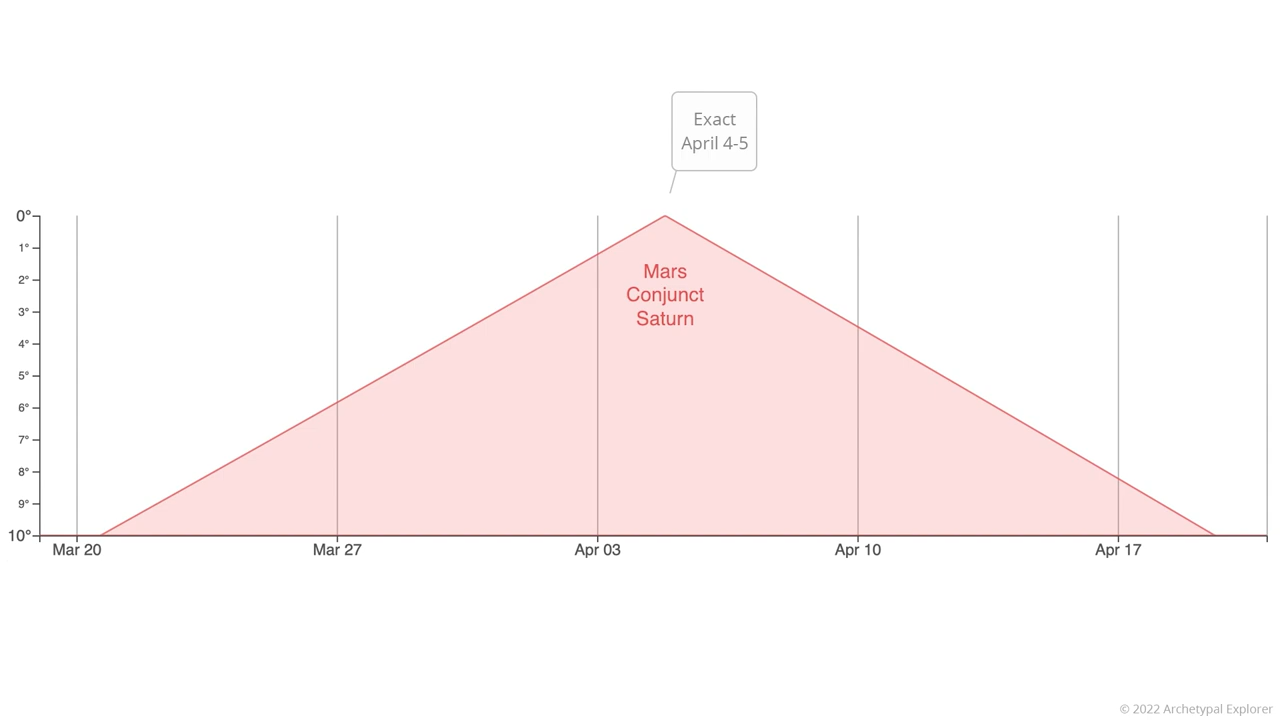 Exact
April 4-5
0°
1°
2°
3°
4°
5°
6°
7°
8°
9°
10°
Mars
Conjunct
Saturn
Mar 20
Mar 27
Apr 03
Apr 10
Apr 17
© 2022 Archetypal Explorer